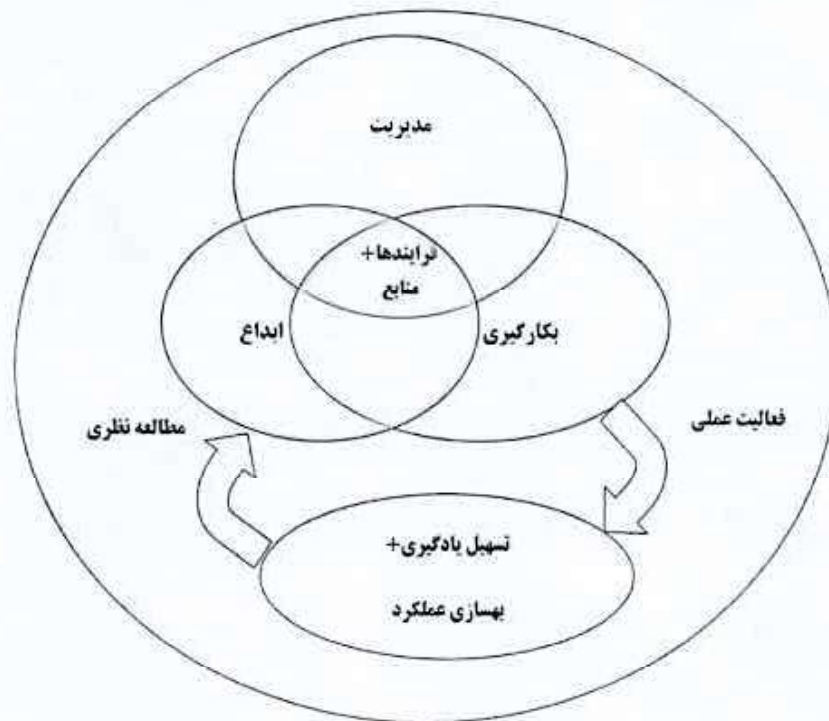 مدیریت
فرایندها+
منابع
بکارگیری
ابداع
فعالیت عملی
مطالعه نظری
تسهیل یادگیری+
بهسازی عملکرد